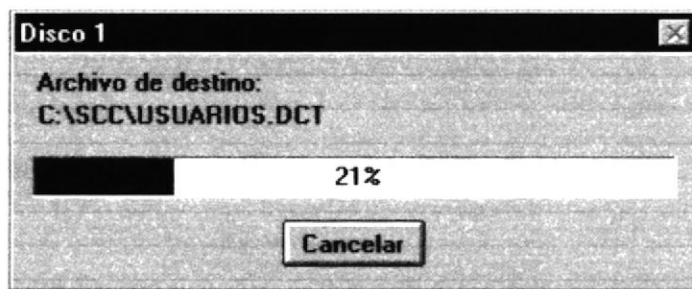 Disco 1
Archivo de destino:
C:\SCC\USUARIOS.DCT
21%
Cancelar